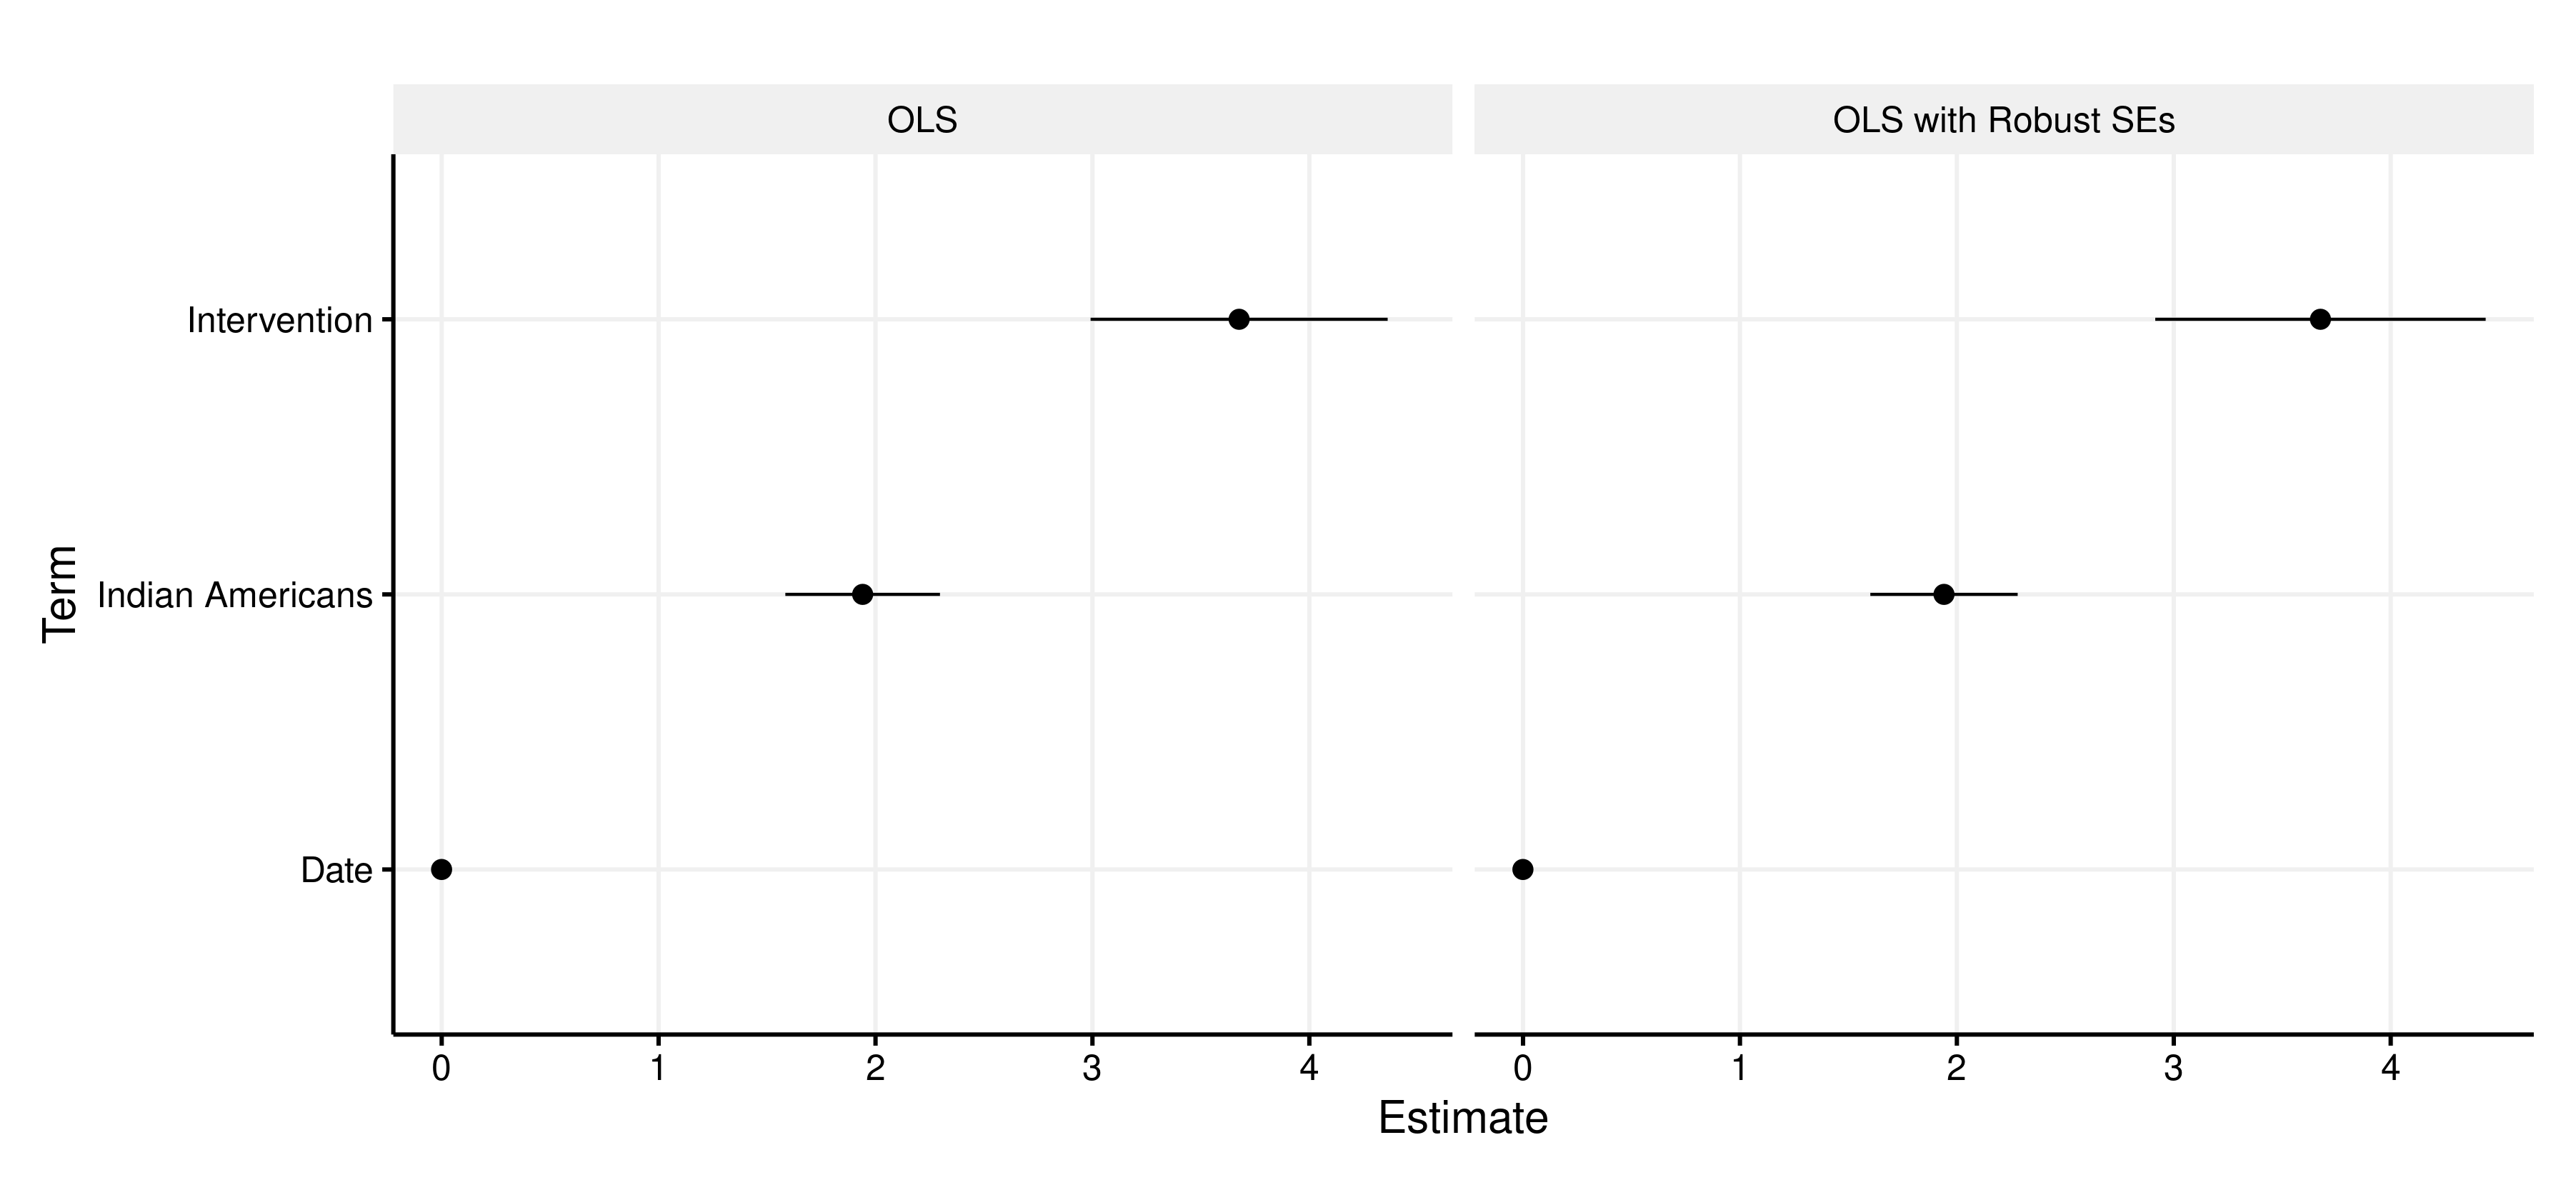 OLS
OLS with Robust SEs
Term
Intervention
Indian Americans
Date
0 1 2 3 4
0 1 2 3 4
Estimate